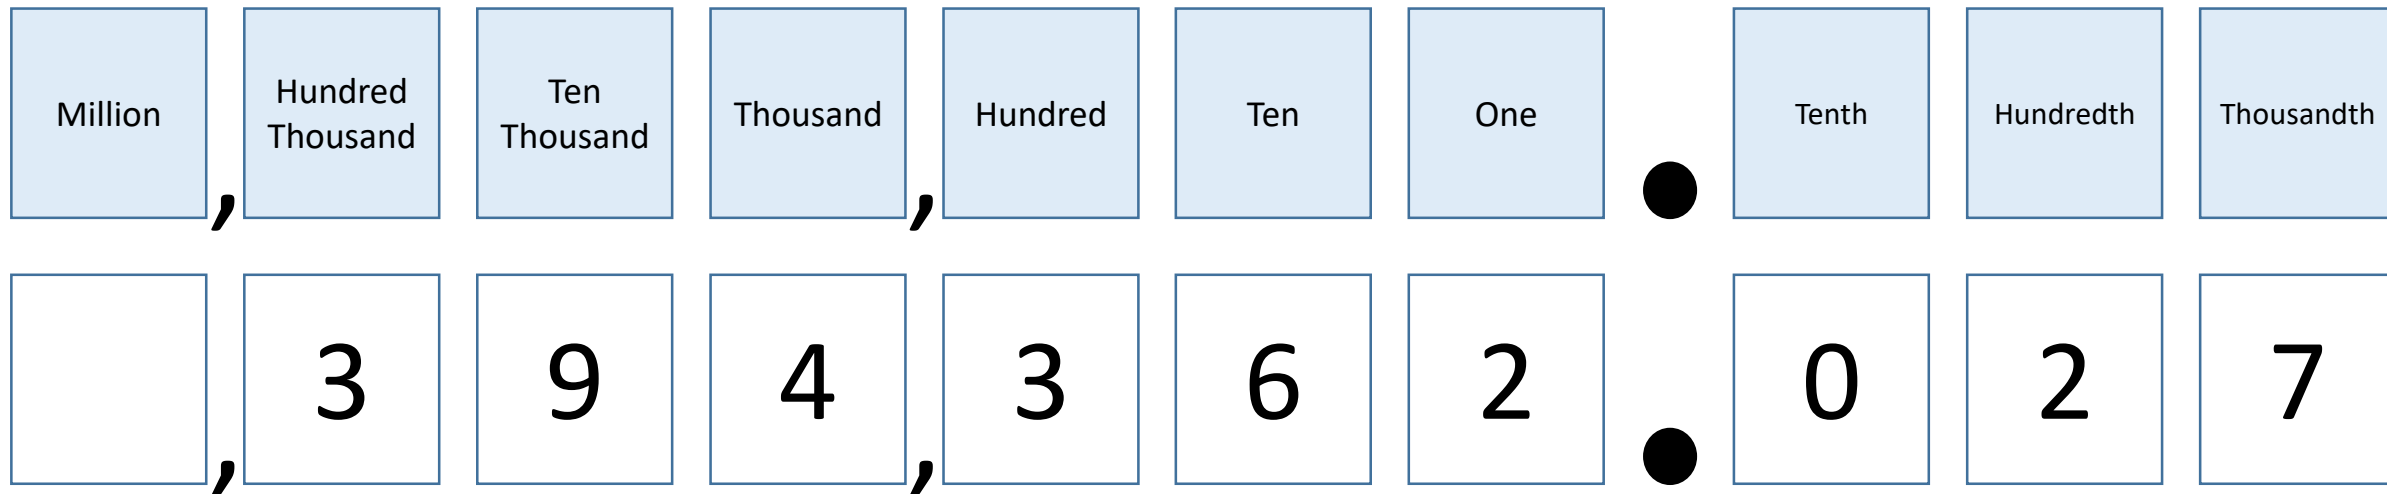 Million , Hundred Thousand Ten Thousand Thousand , Hundred Ten One . Tenth Hundredth Thousandth
, 3 9 4 , 3 6 2 . 0 2 7